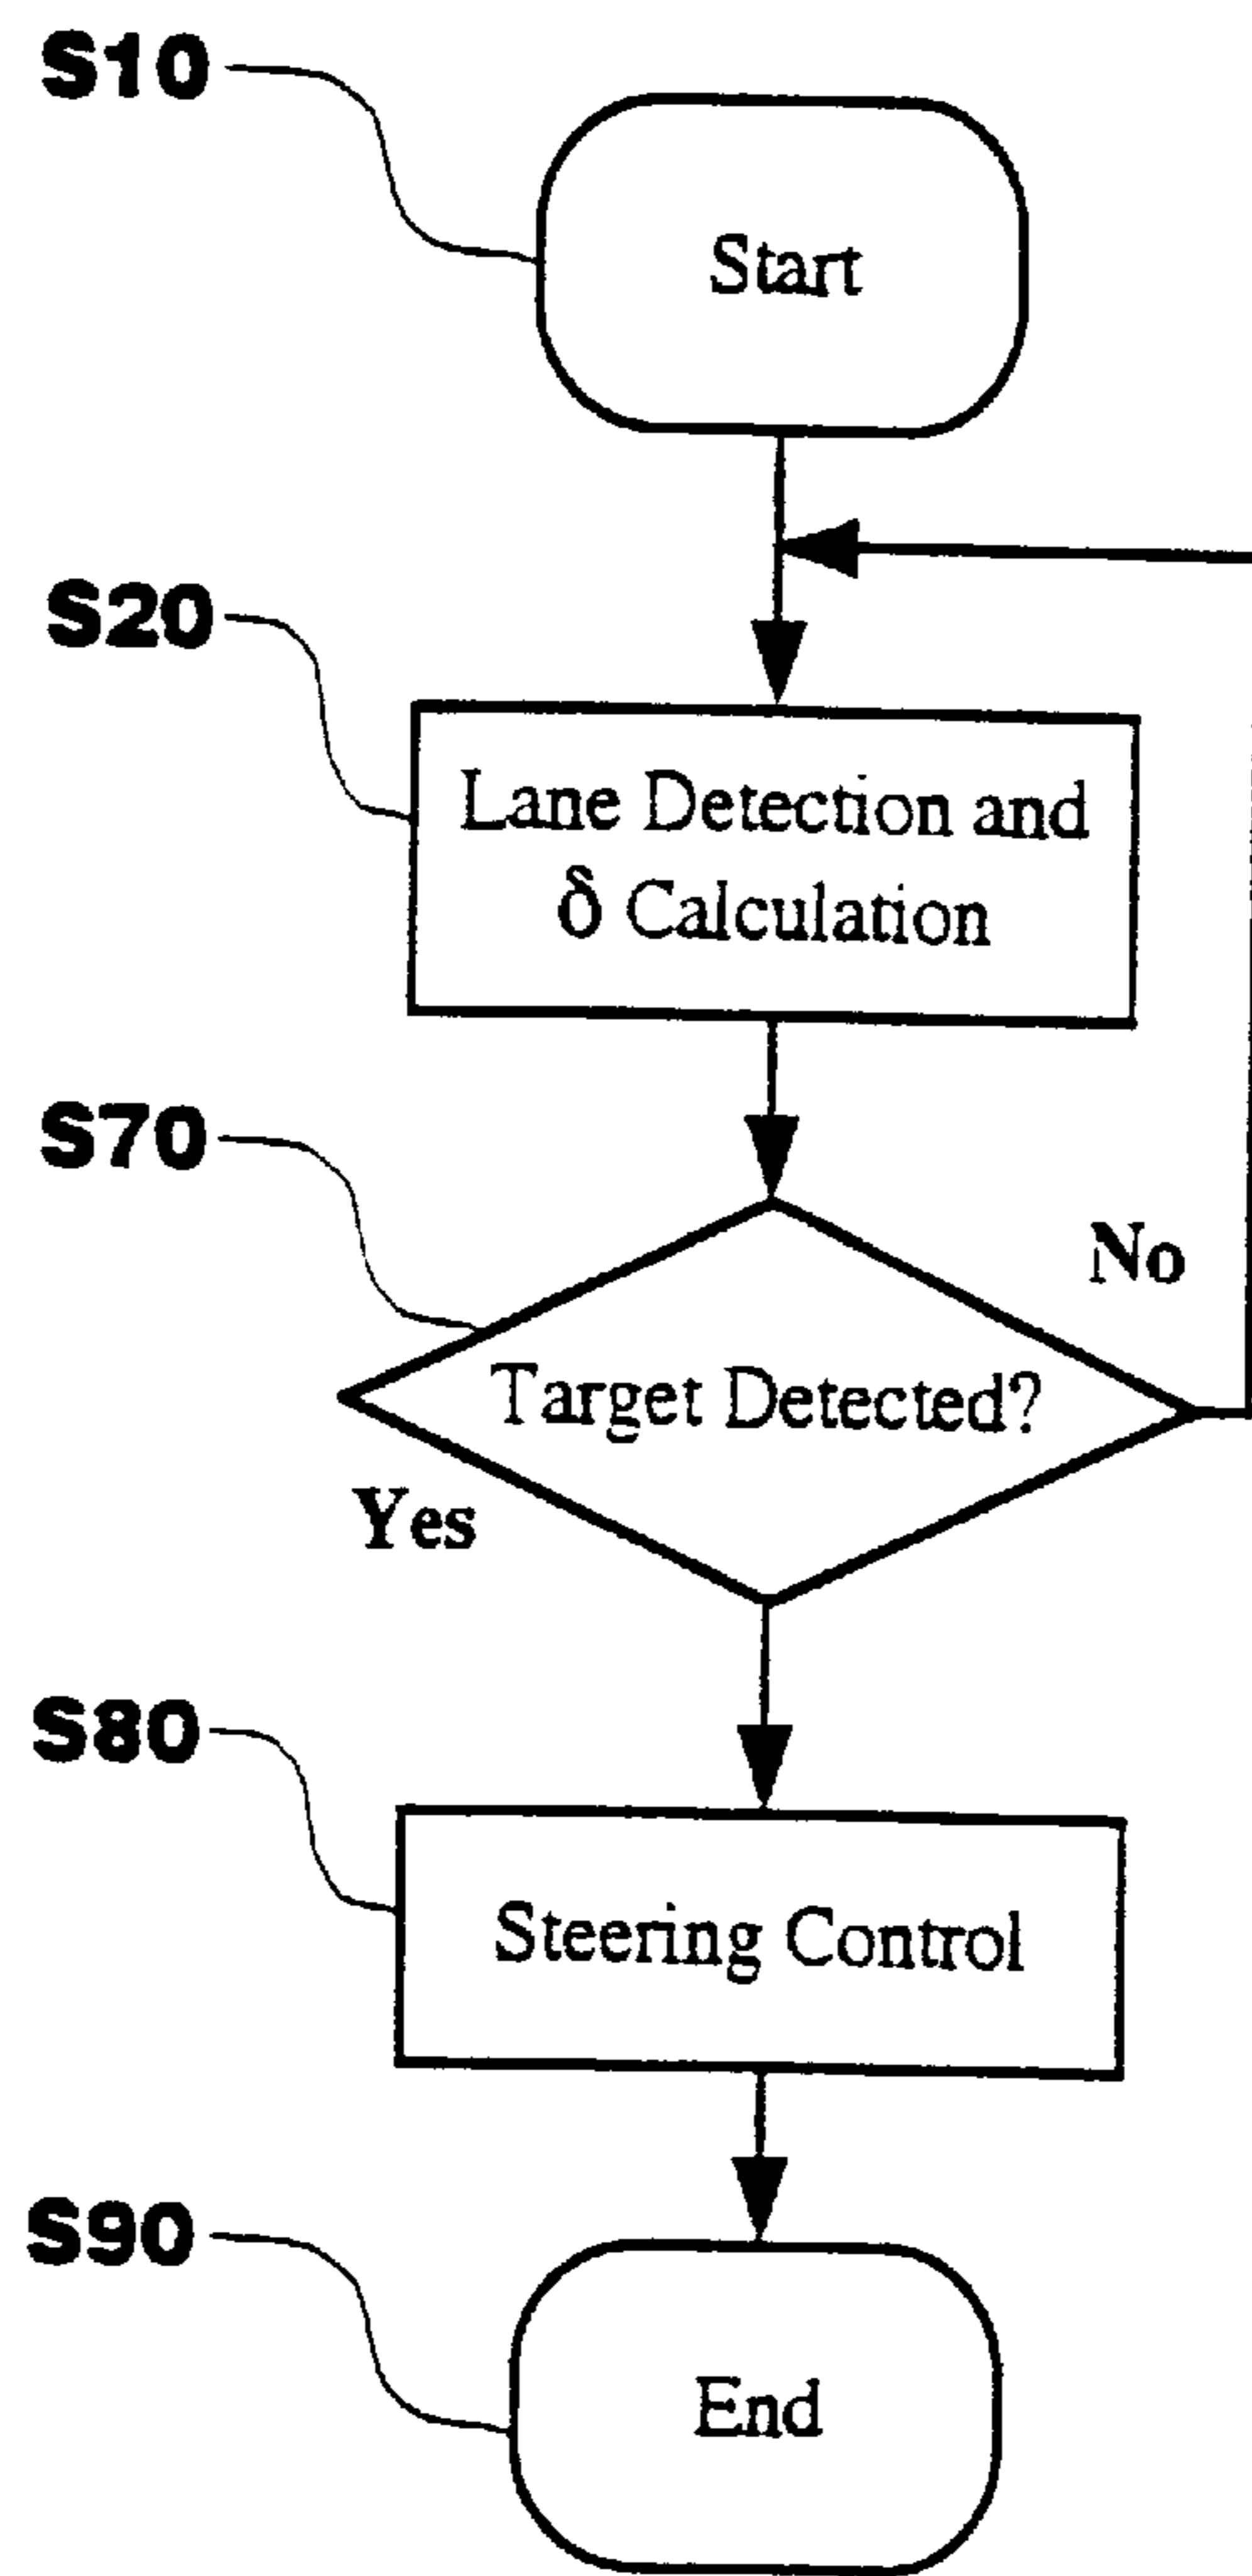 S10
Start
S20
Lane Detection and
δ Calculation
S70
No
Target Detected?
Yes
S80
Steering Control
S90
End